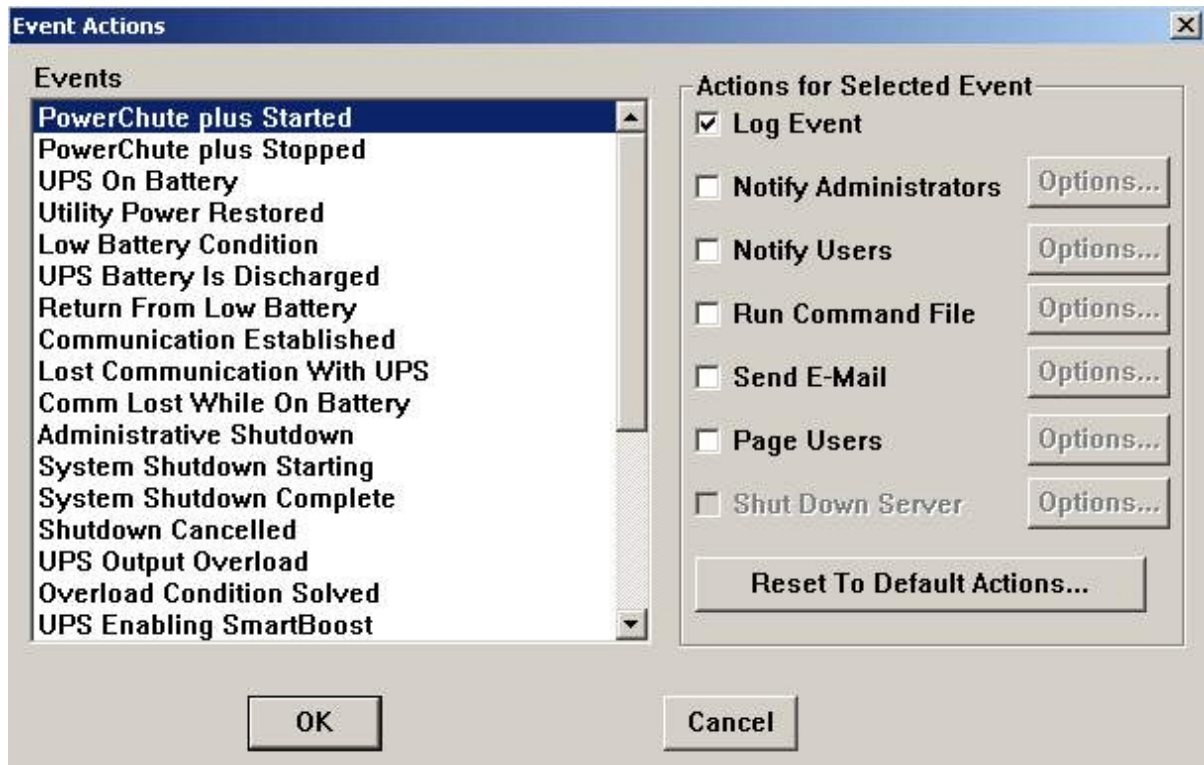 Event Actions
Events
PowerChute plus Started
PowerChute plus Stopped
UPS On Battery
Utility Power Restored
Low Battery Condition
UPS Battery Is Discharged
Return From Low Battery
Communication Established
Lost Communication With UPS
Comm Lost While On Battery
Administrative Shutdown
System Shutdown Starting
System Shutdown Complete
Shutdown Cancelled
UPS Output Overload
Overload Condition Solved
UPS Enabling SmartBoost
Actions for Selected Event
Log Event
Notify Administrators Options...
Notify Users Options...
Run Command File Options...
Send E-Mail Options...
Page Users Options...
Shut Down Server Options...
Reset To Default Actions...
OK Cancel